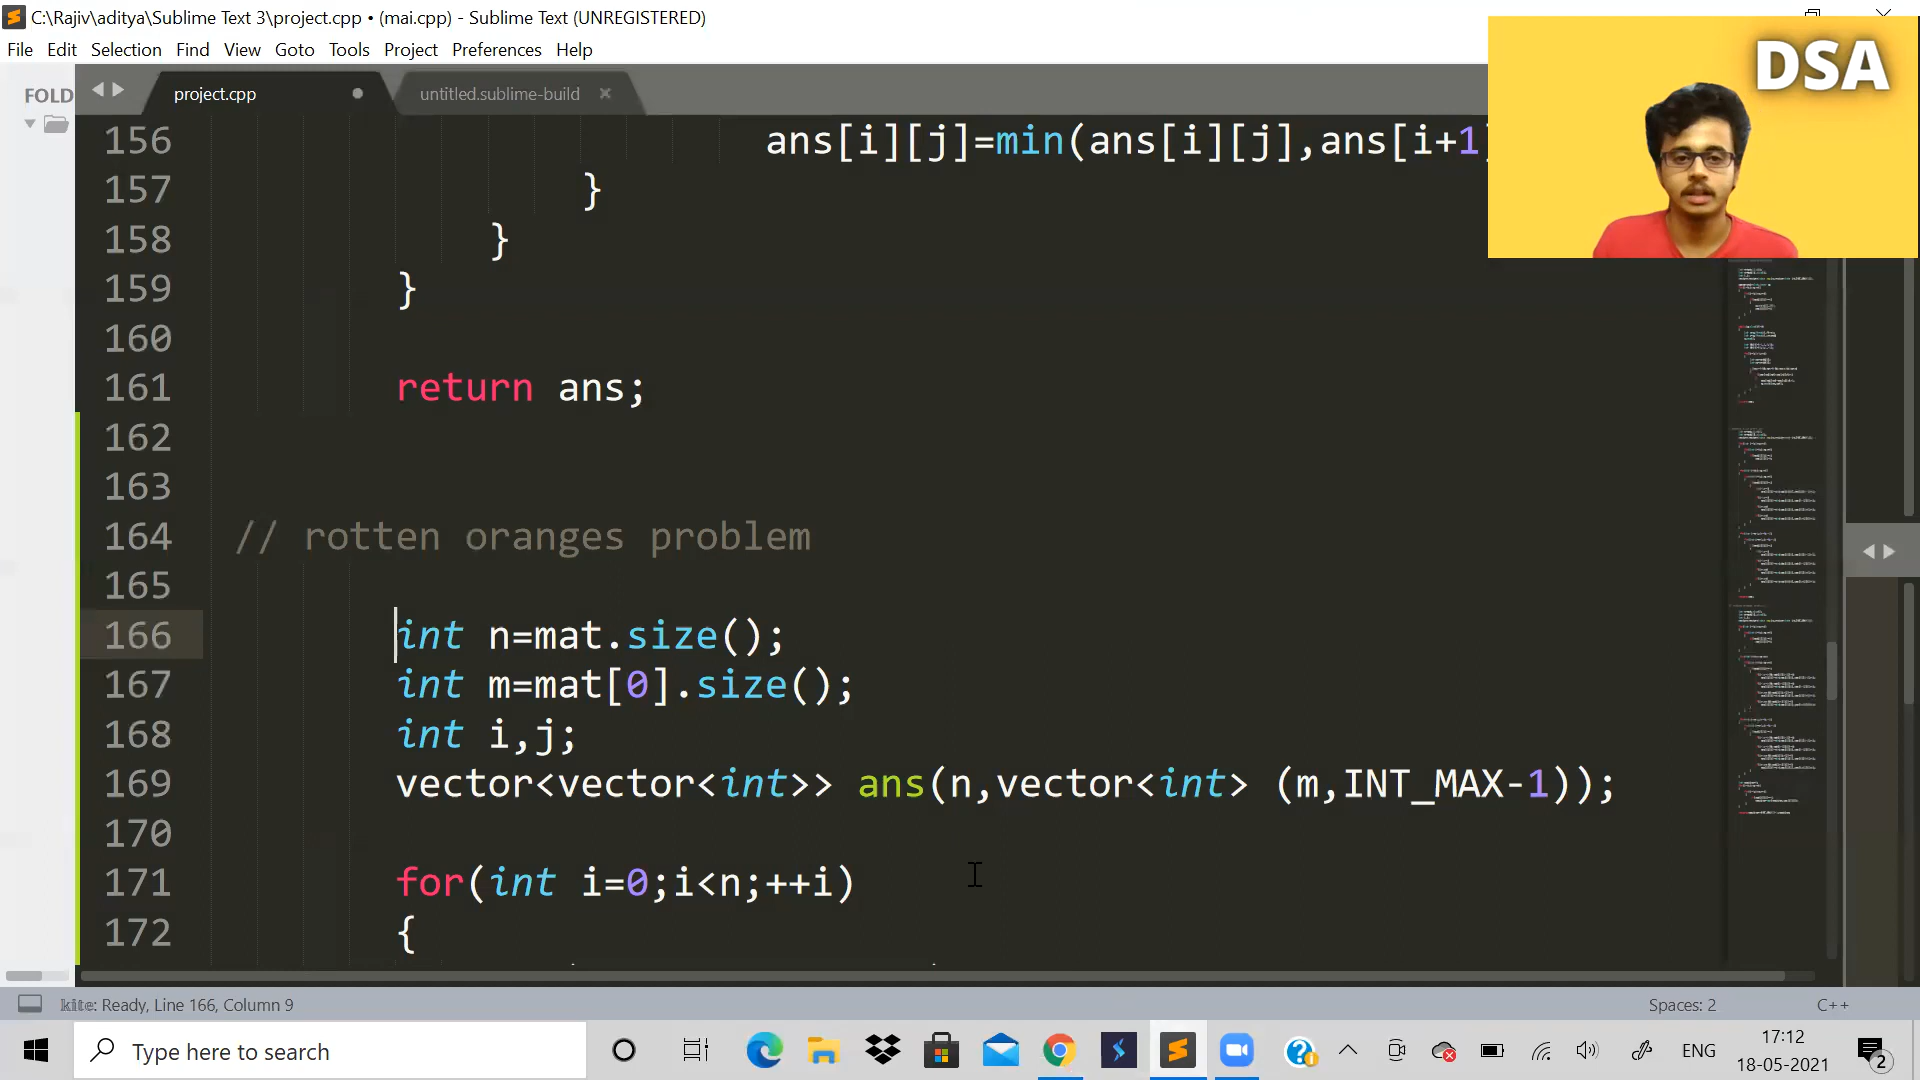 C:\Rajiv\aditya\Sublime Text 3\project.cpp • (mai.cpp) - Sublime Text (UNREGISTERED)
File Edit Selection Find View Goto Tools Project Preferences Help
DSA
FOLD
project.cpp
untitled.sublime-build
156 ans[i][j]=min(ans[i][j],ans[i+1]
157 }
158 }
159 }
160
161 return ans;
162
163
164 // rotten oranges problem
165
166 int n=mat.size();
167 int m=mat[0].size();
168 int i,j;
169 vector<vector<int>> ans(n,vector<int> (m,INT_MAX-1));
170
171 for(int i=0;i<n;++i)
172 {
kite: Ready, Line 166, Column 9
Spaces: 2
C++
Type here to search
ENG
17:12
18-05-2021
2